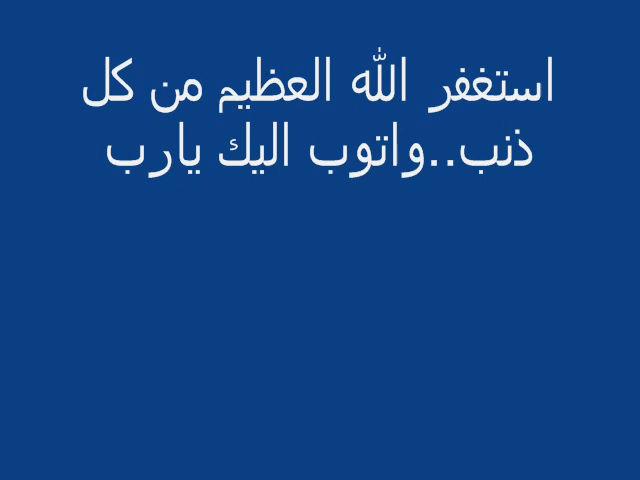 استغفر الله العظيم من كل
ذنب..واتوب اليك يارب